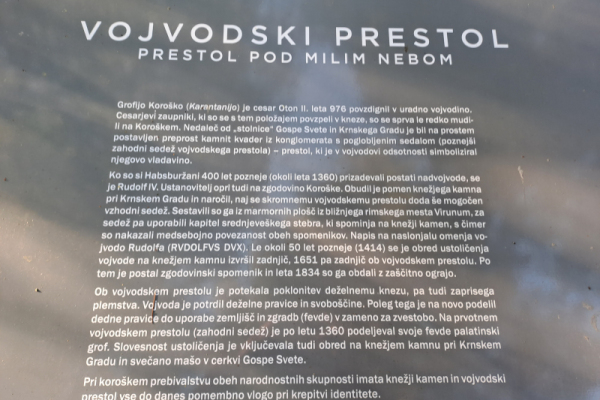 VOJVODSKI PRESTOL
PRESTOL POD MILIM NEBOM
Grofijo Koroško (Karantanijo) je cesar Oton II. leta 976 povzdignil v uradno vojvodino.
Cesarjevi zaupniki, ki so se s tem položajem povzpeli v kneze, so se sprva le redko mudi-
li na Koroškem. Nedaleč od „stolnice" Gospe Svete in Krnskega Gradu je bil na prostem
postavljen preprost kamnit kvader iz konglomerata s poglobljenim sedalom (poznejši
zahodni sedež vojvodskega prestola) – prestol, ki je v vojvodovi odsotnosti simboliziral
njegovo vladavino.
Ko so si Habsburžani 400 let pozneje (okoli leta 1360) prizadevali postati nadvojvode, se
je Rudolf IV. Ustanovitelj oprl tudi na zgodovino Koroške. Obudil je pomen knežjega kamna
pri Krnskem Gradu in naročil, naj se skromnemu vojvodskemu prestolu doda še mogočen
vzhodni sedež. Sestavili so ga iz marmornih plošč iz bližnjega rimskega mesta Virunum, za
sedež pa uporabili kapitel srednjeveškega stebra, ki spominja na knežji kamen, s čimer
so nakazali medsebojno povezanost obeh spomenikov. Napis na naslonjalu omenja vo-
jvodo Rudolfa (RVDOLFVS DVX). Le okoli 50 let pozneje (1414) se je obred ustoličenja
vojvode na knežjem kamnu izvršil zadnjič, 1651 pa zadnjič ob vojvodskem prestolu. Po
tem je postal zgodovinski spomenik in leta 1834 so ga obdali z zaščitno ograjo.
Ob vojvodskem prestolu je potekala poklonitev deželnemu knezu, pa tudi zaprisega
plemstva. Vojvoda je potrdil deželne pravice in svoboščine. Poleg tega je na novo podelil
dedne pravice do uporabe zemljišč in zgradb (fevde) v zameno za zvestobo. Na prvotnem
vojvodskem prestolu (zahodni sedež) je po letu 1360 podeljeval svoje fevde palatinski
grof. Slovesnost ustoličenja je vključevala tudi obred na knežjem kamnu pri Krnskem
Gradu in svečano mašo v cerkvi Gospe Svete.
Pri koroškem prebivalstvu obeh narodnostnih skupnosti imata knežji kamen in vojvodski
prestol vse do danes pomembno vlogo pri krepitvi identitete.